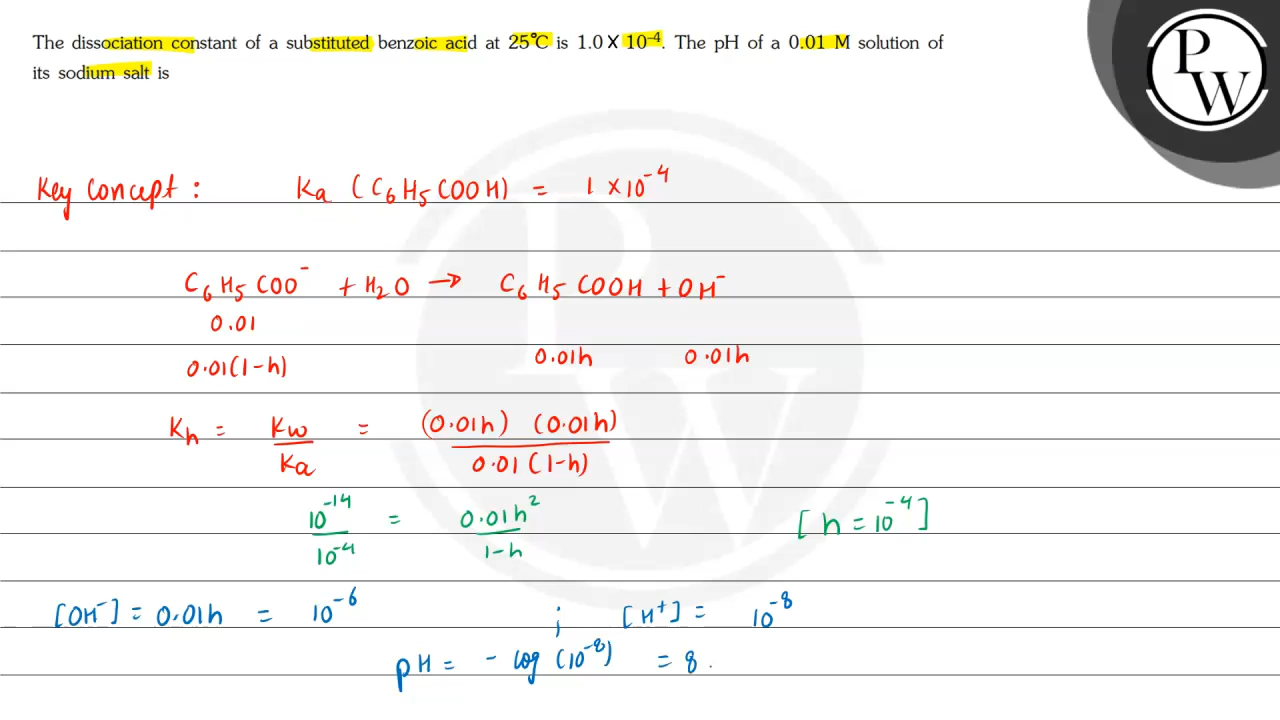 The dissociation constant of a substituted benzoic acid at 25°C is 1.0 X 10⁻⁴. The pH of a 0.01 M solution of
its sodium salt is
P
W
Key Concept : Ka (C₆H₅COOH) = 1 × 10⁻⁴
C₆H₅COO⁻ + H₂O → C₆H₅COOH + OH⁻
0.01
0.01(1-h) 0.01h 0.01h
Kh = Kw/Ka = (0.01h) (0.01h)/0.01 (1-h)
10⁻¹⁴/10⁻⁴ = 0.01h²/1-h [h = 10⁻⁴]
[OH⁻] = 0.01h = 10⁻⁶ ; [H⁺] = 10⁻⁸
pH = - log (10⁻⁸) = 8.